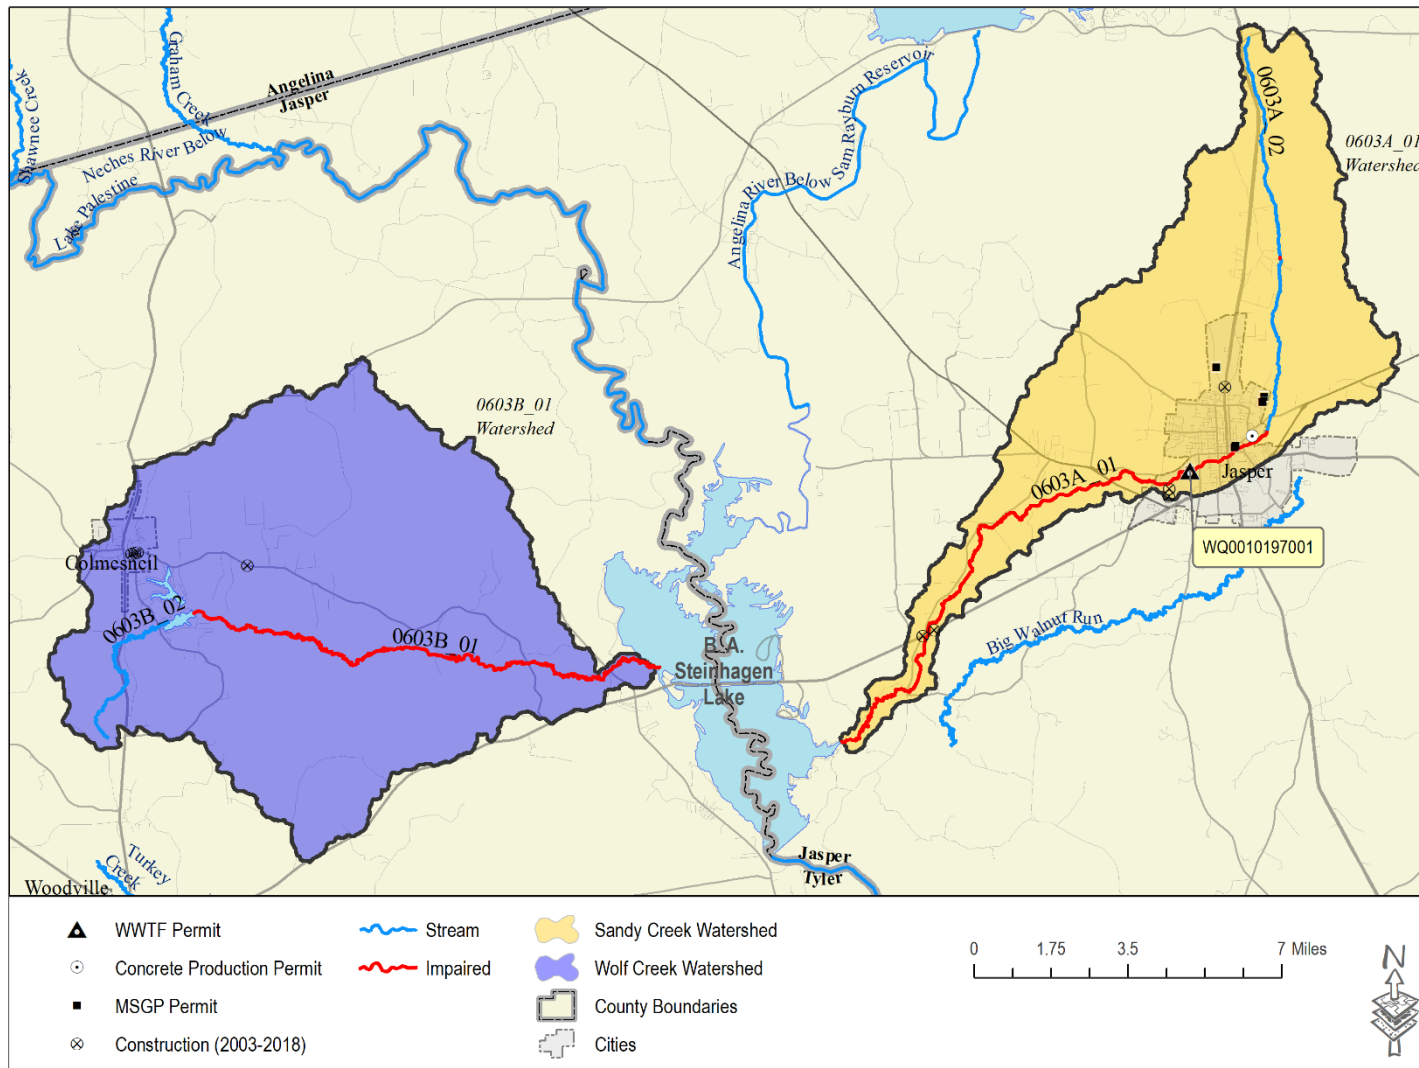 Angelina
Jasper
Graham Creek
Shawnee Creek
Neches River Below
Lake Palestine
Angelina River Below Sam Rayburn Reservoir
0603A_02
0603A_01
Watershed
0603B_01
Watershed
0603A_01
Jasper
WQ0010197001
Big Walnut Run
Colmesneil
0603B_02
0603B_01
B. A.
Steinhagen
Lake
Jasper
Tyler
Turkey
Creek
Woodville
WWTF Permit
Concrete Production Permit
MSGP Permit
Construction (2003-2018)
Stream
Impaired
Sandy Creek Watershed
Wolf Creek Watershed
County Boundaries
Cities
0 1.75 3.5 7 Miles
N